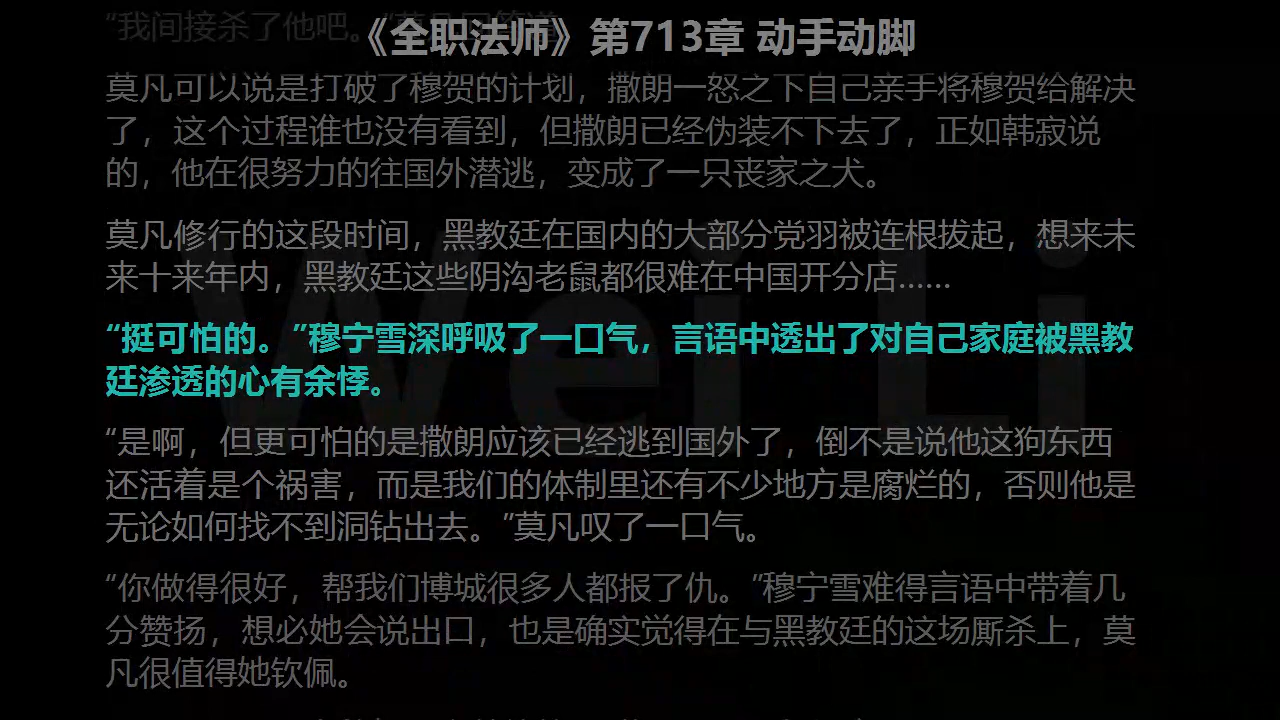 “我间接杀了他吧。”莫凡回答道
《全职法师》第713章 动手动脚
莫凡可以说是打破了穆贺的计划，撒朗一怒之下自己亲手将穆贺给解决
了，这个过程谁也没有看到，但撒朗已经伪装不下去了，正如韩寂说
的，他在很努力的往国外潜逃，变成了一只丧家之犬。
莫凡修行的这段时间，黑教廷在国内的大部分党羽被连根拔起，想来未
来十来年内，黑教廷这些阴沟老鼠都很难在中国开分店……
“挺可怕的。”穆宁雪深呼吸了一口气，言语中透出了对自己家庭被黑教
廷渗透的心有余悸。
“是啊，但更可怕的是撒朗应该已经逃到国外了，倒不是说他这狗东西
还活着是个祸害，而是我们的体制里还有不少地方是腐烂的，否则他是
无论如何找不到洞钻出去。”莫凡叹了一口气。
“你做得很好，帮我们博城很多人都报了仇。”穆宁雪难得言语中带着几
分赞扬，想必她会说出口，也是确实觉得在与黑教廷的这场厮杀上，莫
凡很值得她钦佩。
Wei Li